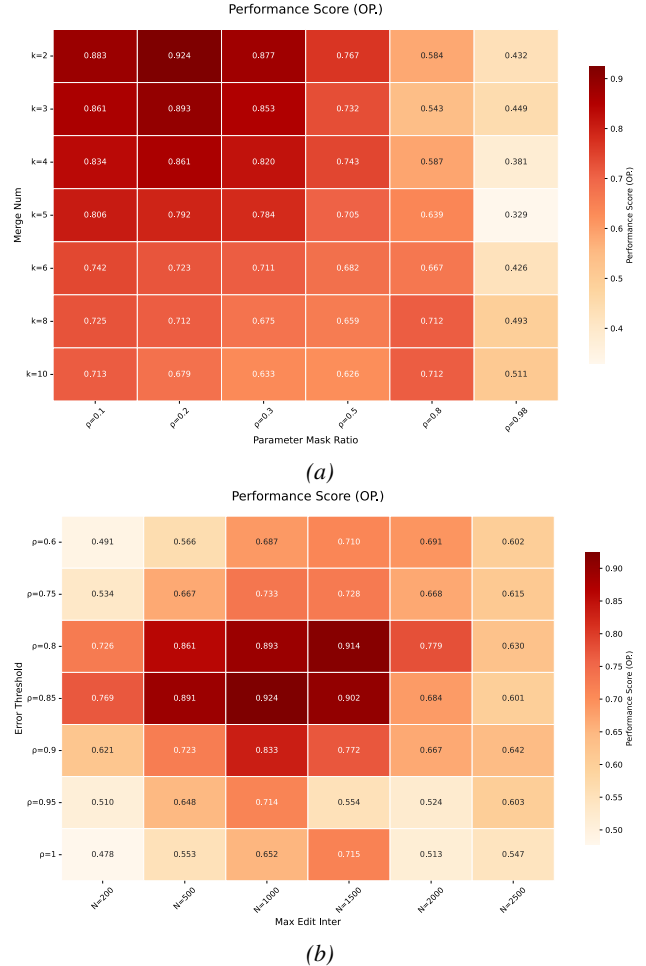 Performance Score (OP.)
k=2 0.883 0.924 0.877 0.767 0.584 0.432
k=3 0.861 0.893 0.853 0.732 0.543 0.449
k=4 0.834 0.861 0.820 0.743 0.587 0.381
k=5 0.806 0.792 0.784 0.705 0.639 0.329
k=6 0.742 0.723 0.711 0.682 0.667 0.426
k=8 0.725 0.712 0.675 0.659 0.712 0.493
k=10 0.713 0.679 0.633 0.626 0.712 0.511
Merge Num
ρ=0.1 ρ=0.2 ρ=0.3 ρ=0.5 ρ=0.8 ρ=0.98
Parameter Mask Ratio
0.9
0.8
0.7
0.6
0.5
0.4
Performance Score (OP.)
(a)
Performance Score (OP.)
ρ=0.6 0.491 0.566 0.687 0.710 0.691 0.602
ρ=0.75 0.534 0.667 0.733 0.728 0.668 0.615
ρ=0.8 0.726 0.861 0.893 0.914 0.779 0.630
ρ=0.85 0.769 0.891 0.924 0.902 0.684 0.601
ρ=0.9 0.621 0.723 0.833 0.772 0.667 0.642
ρ=0.95 0.510 0.648 0.714 0.554 0.524 0.603
ρ=1 0.478 0.553 0.652 0.715 0.513 0.547
Error Threshold
N=200 N=500 N=1000 N=1500 N=2000 N=2500
Max Edit Inter
0.90
0.85
0.80
0.75
0.70
0.65
0.60
0.55
0.50
Performance Score (OP.)
(b)